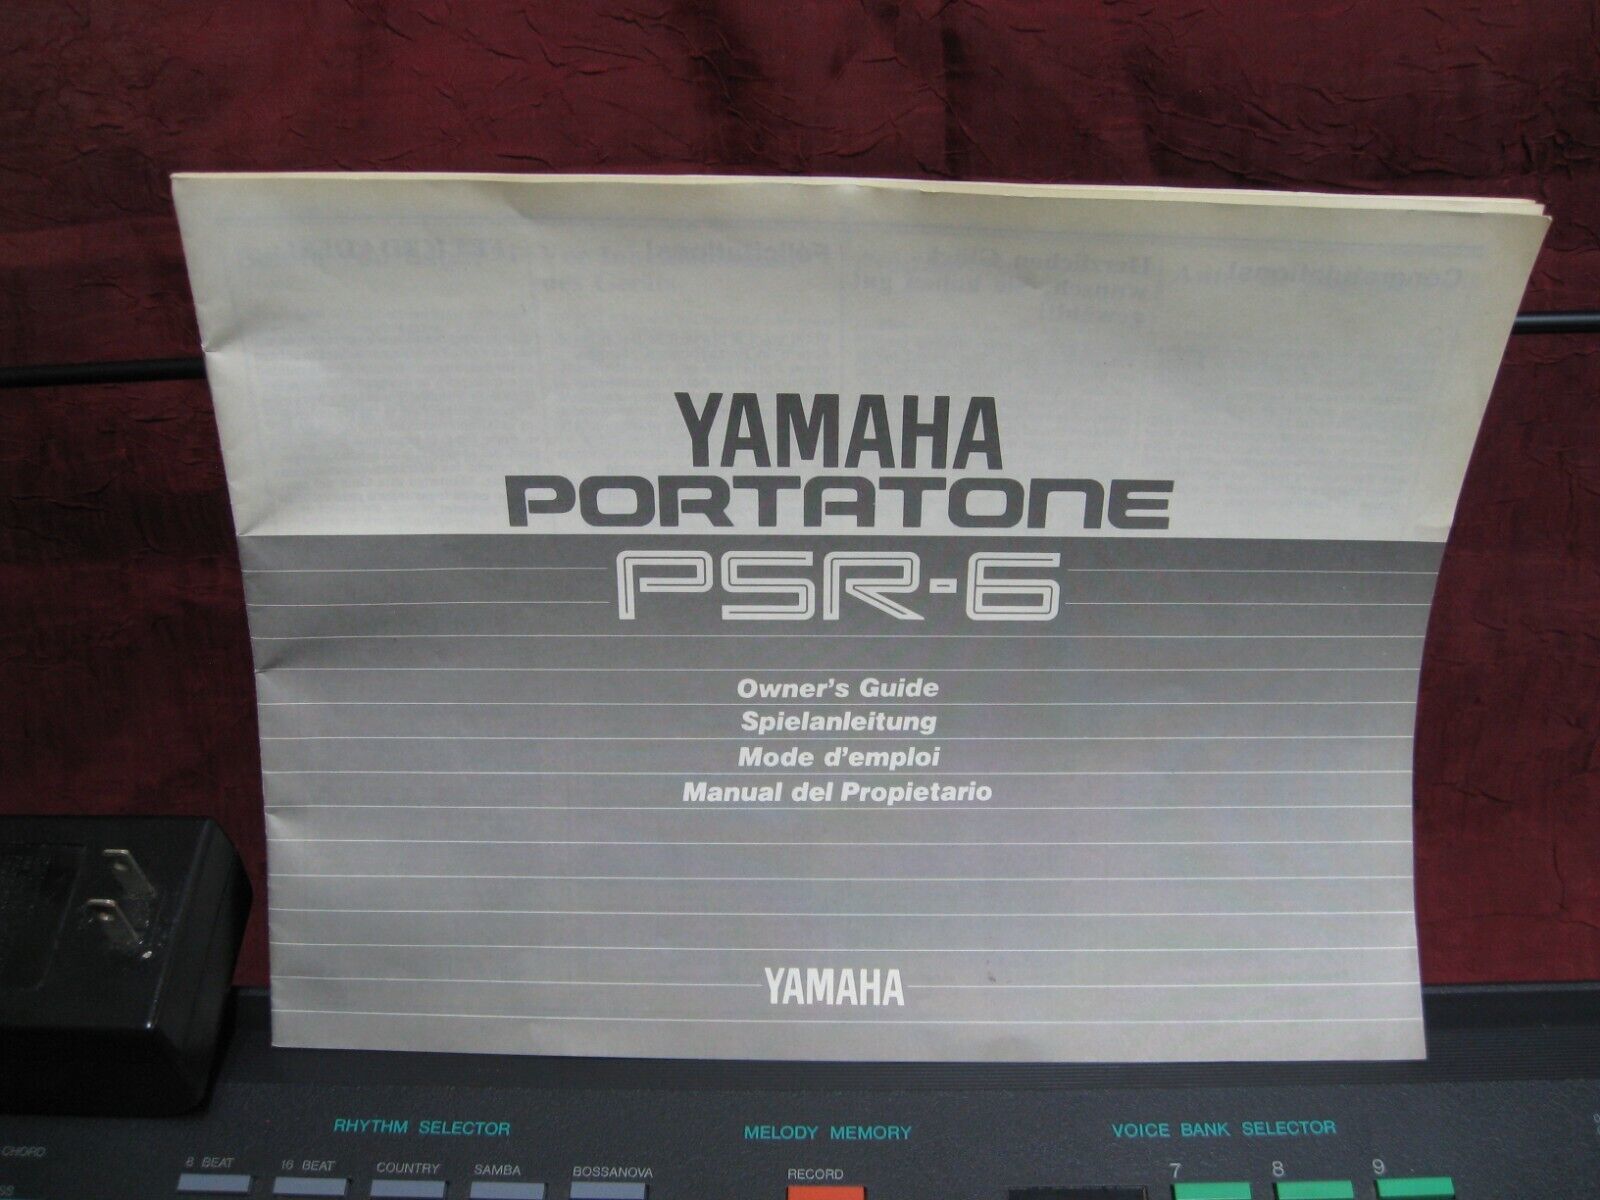 YAMAHA
PORTATONE
PSR-6
Owner's Guide
Spielanleitung
Mode d'emploi
Manual del Propietario
YAMAHA
RHYTHM SELECTOR
MELODY MEMORY
VOICE BANK SELECTOR
CHORD
8 BEAT
16 BEAT
COUNTRY
SAMBA
BOSSANOVA
RECORD
7
8
9